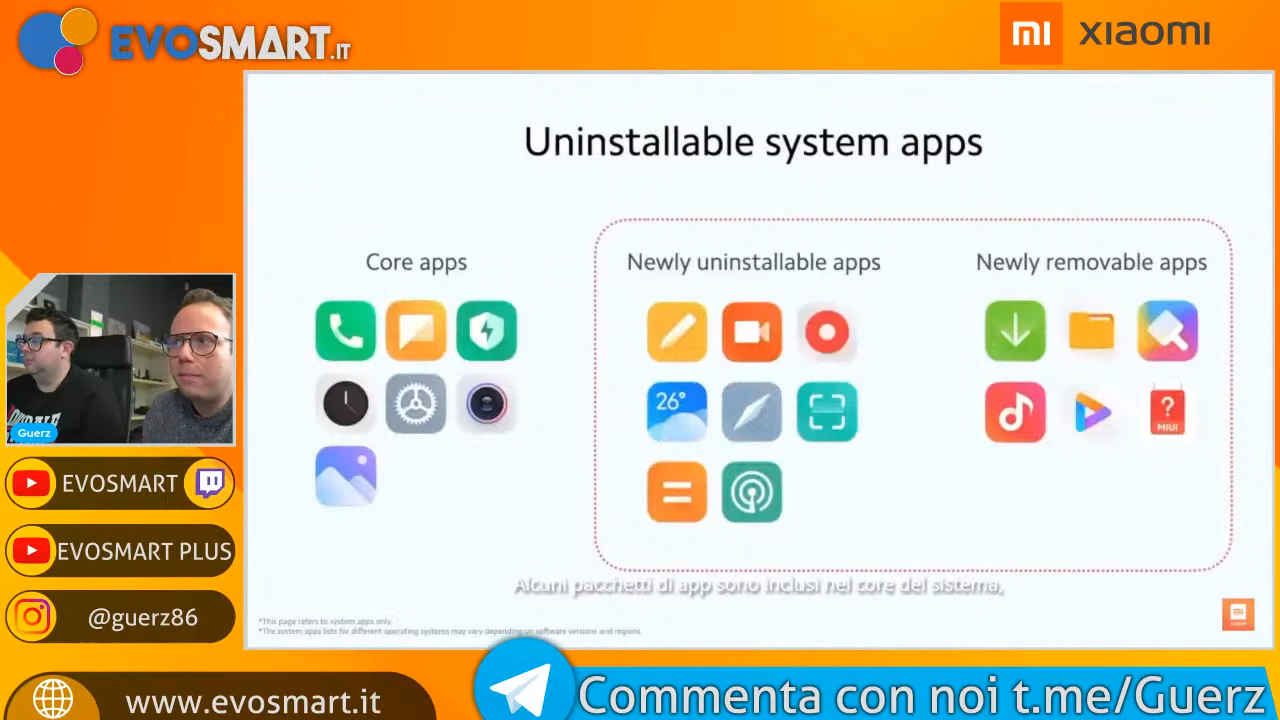 EVOSMART.IT
mi xiaomi
Uninstallable system apps
Core apps
Newly uninstallable apps
Newly removable apps
26°
?
MIUI
Guerz
EVOSMART
EVOSMART PLUS
@guerz86
Alcuni pacchetti di app sono inclusi nel core del sistema,
*This page refers to system apps only.
*The system apps lists for different operating systems may vary depending on software versions and regions.
mi
www.evosmart.it
Commenta con noi t.me/Guerz